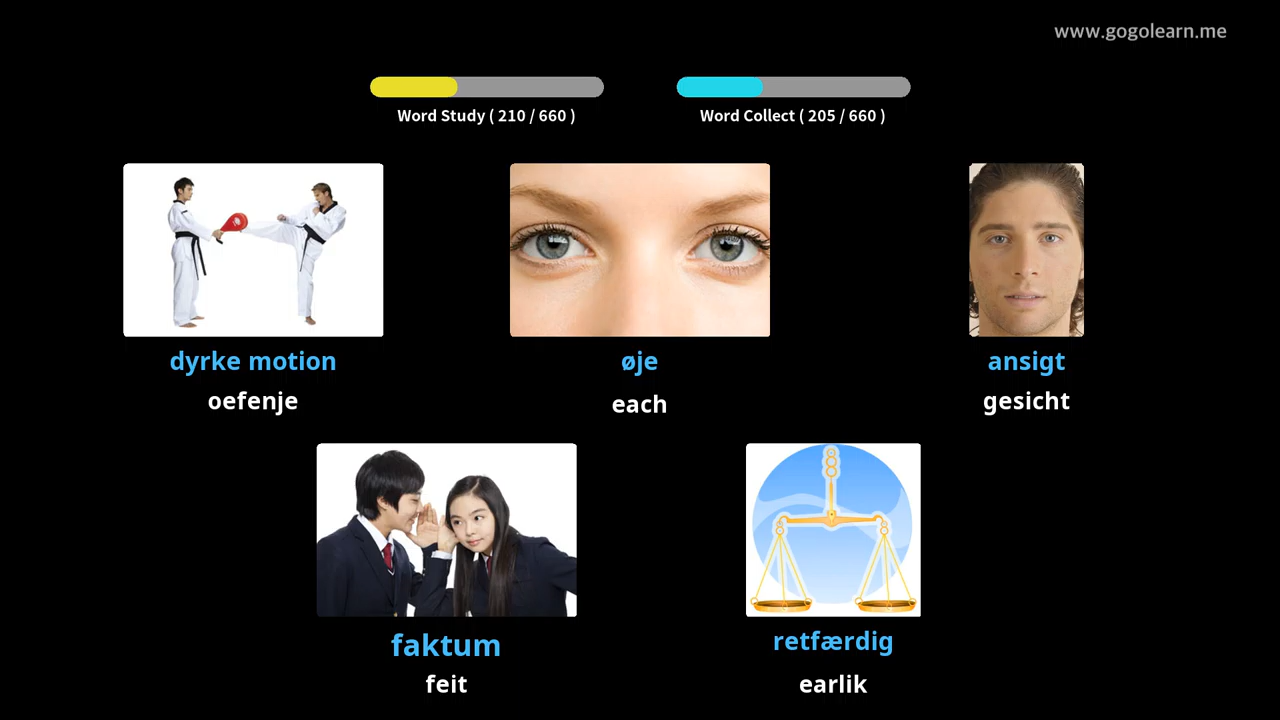 www.gogolearn.me
Word Study ( 210 / 660 )
Word Collect ( 205 / 660 )
dyrke motion
øje
ansigt
oefenje
each
gesicht
faktum
retfærdig
feit
earlik